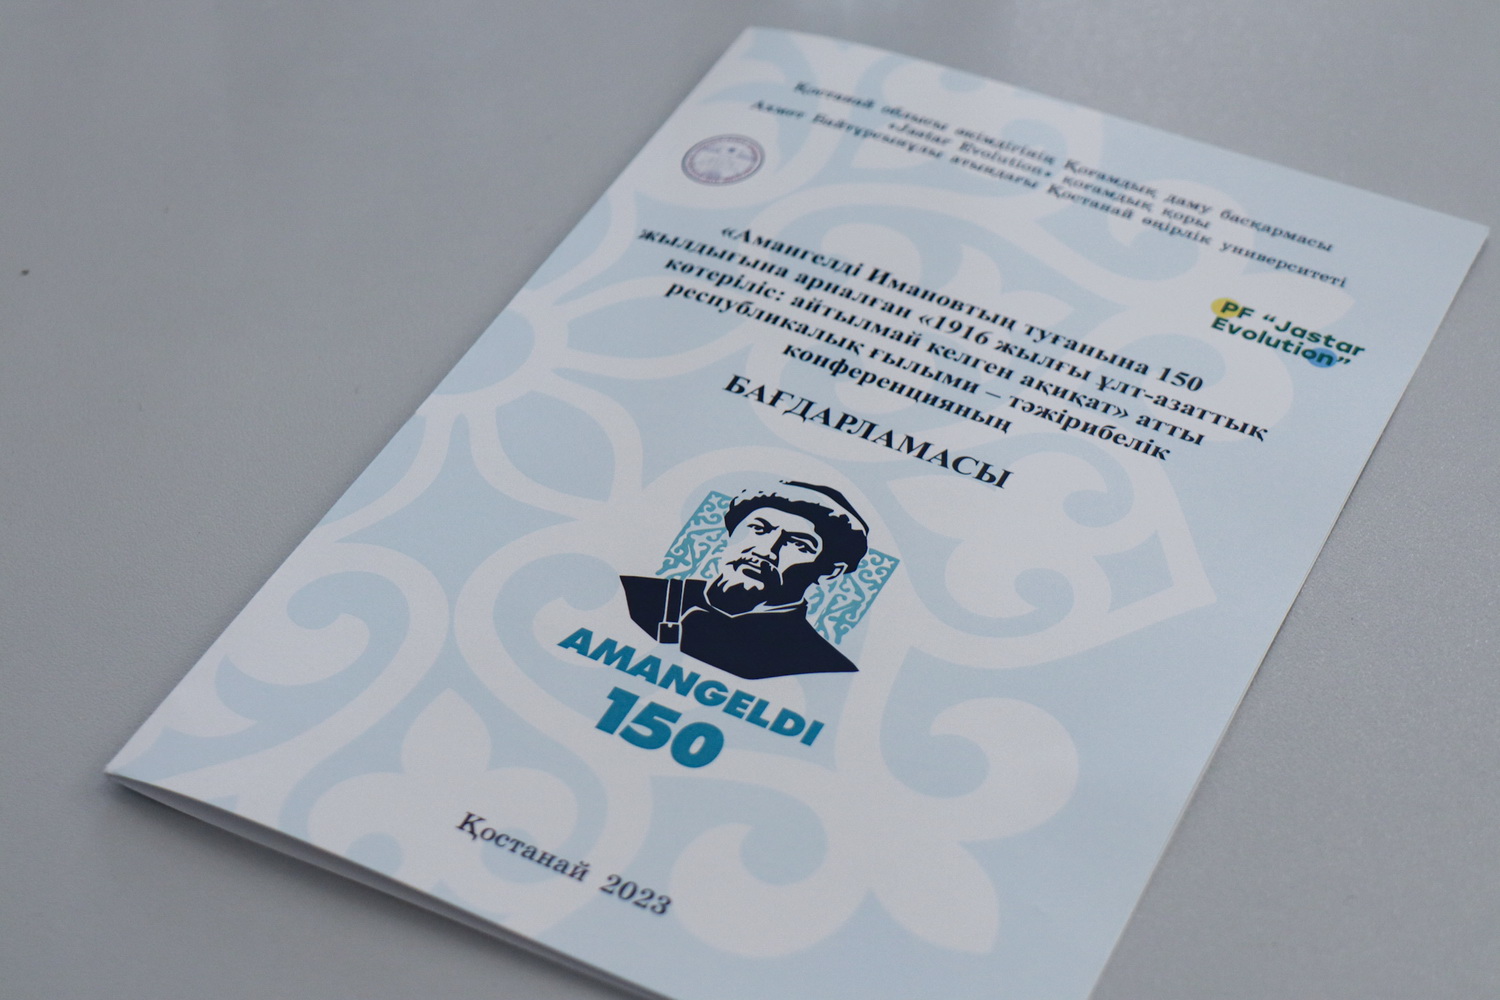 Қостанай облысы әкімдігінің Қоғамдық даму басқармасы
«Jastar Evolution» қоғамдық қоры
Ахмет Байтұрсынұлы атындағы Қостанай өңірлік университеті
«Амангелді Имановтың туғанына 150
жылдығына арналған «1916 жылғы ұлт-азаттық
көтеріліс: айтылмай келген ақиқат» атты
республикалық ғылыми – тәжірибелік
конференцияның
БАҒДАРЛАМАСЫ
PF “Jastar
Evolution”
AMANGELDI
150
Қостанай 2023